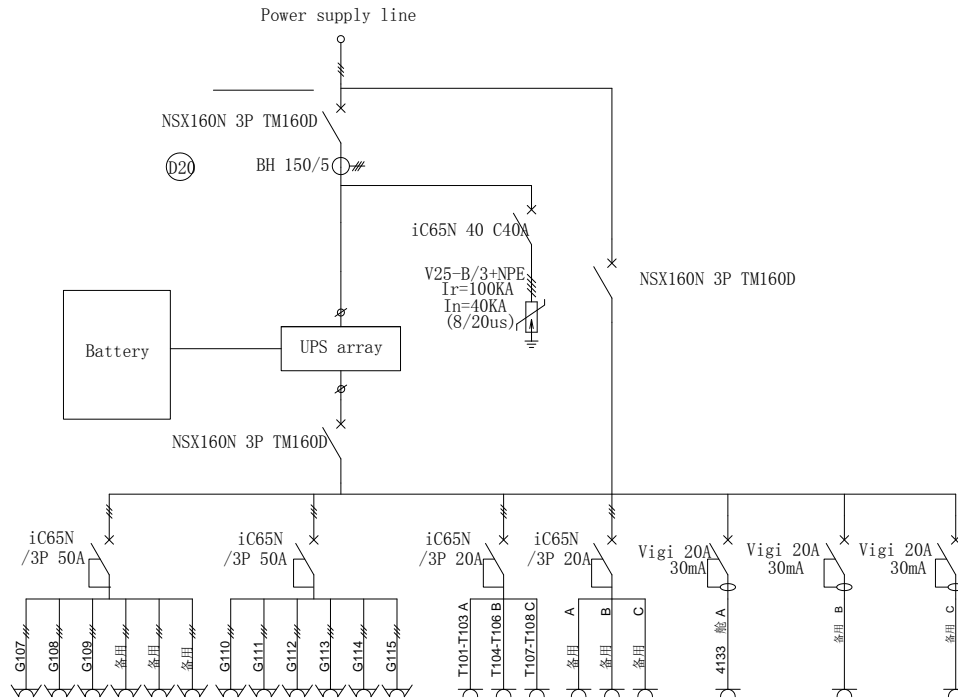 Power supply line
NSX160N 3P TM160D
D20
BH 150/5
iC65N 40 C40A
V25-B/3+NPE
Ir=100KA
In=40KA
(8/20us)
NSX160N 3P TM160D
Battery
UPS array
NSX160N 3P TM160D
iC65N
/3P 50A
iC65N
/3P 50A
iC65N
/3P 20A
iC65N
/3P 20A
Vigi 20A
30mA
Vigi 20A
30mA
Vigi 20A
30mA
G107
G108
G109
备用
备用
备用
G110
G111
G112
G113
G114
G115
T101-T103 A
T104-T106 B
T107-T108 C
备用 A
备用 B
备用 C
4133 舱 A
备用 B
备用 C